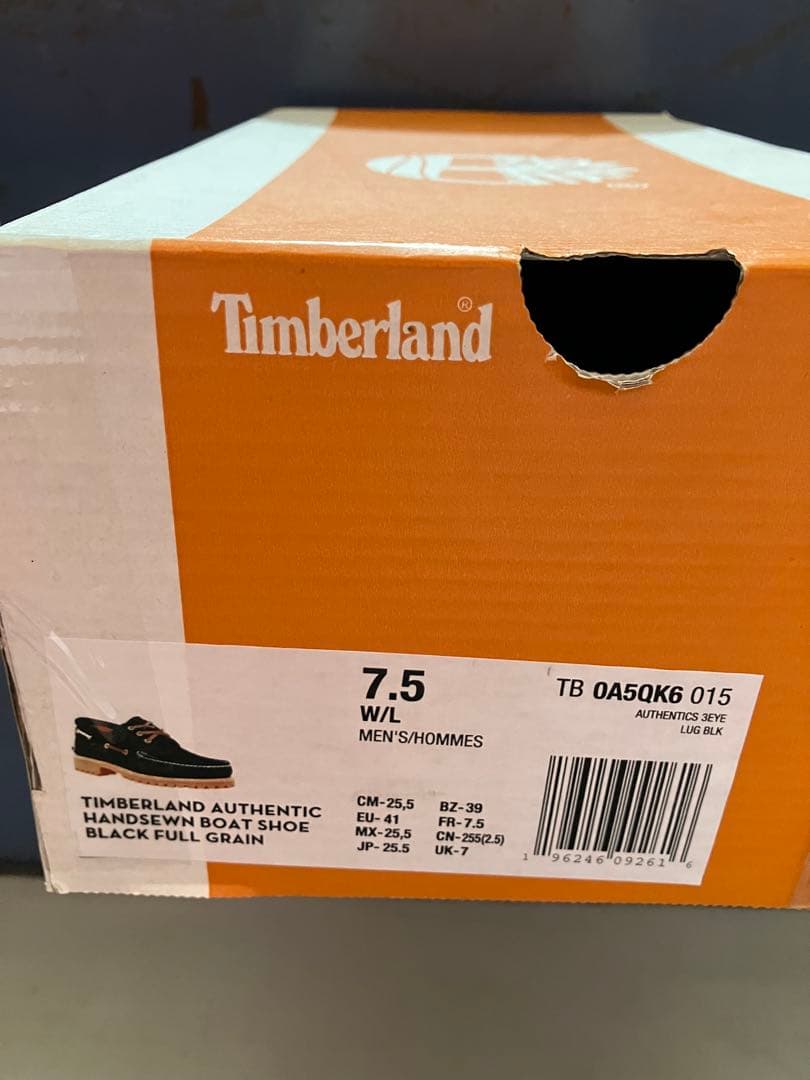 Timberland®
7.5
W/L
MEN'S/HOMMES
TB 0A5QK6 015
AUTHENTICS 3EYE
LUG BLK
TIMBERLAND AUTHENTIC
HANDSEWN BOAT SHOE
BLACK FULL GRAIN
CM-25,5 BZ-39
EU- 41 FR-7.5
MX-25,5 CN-255(2.5)
JP- 25.5 UK-7
1 96246 09261 6